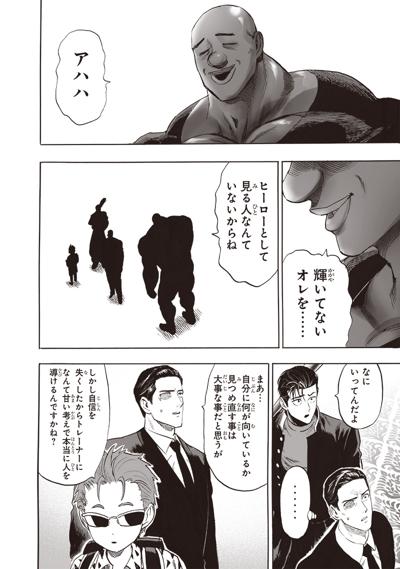 アハハ
輝いてない
オレを……
ヒーローとして
見る人なんて
いないからね
なに
いってんだよ
……
まあ…
自分に何が向いているか
見つめ直す事は
大事な事だと思うが
しかし自信を
失くしたからトレーナーに
なんて甘い考えで本当に人を
導けるんですかね?